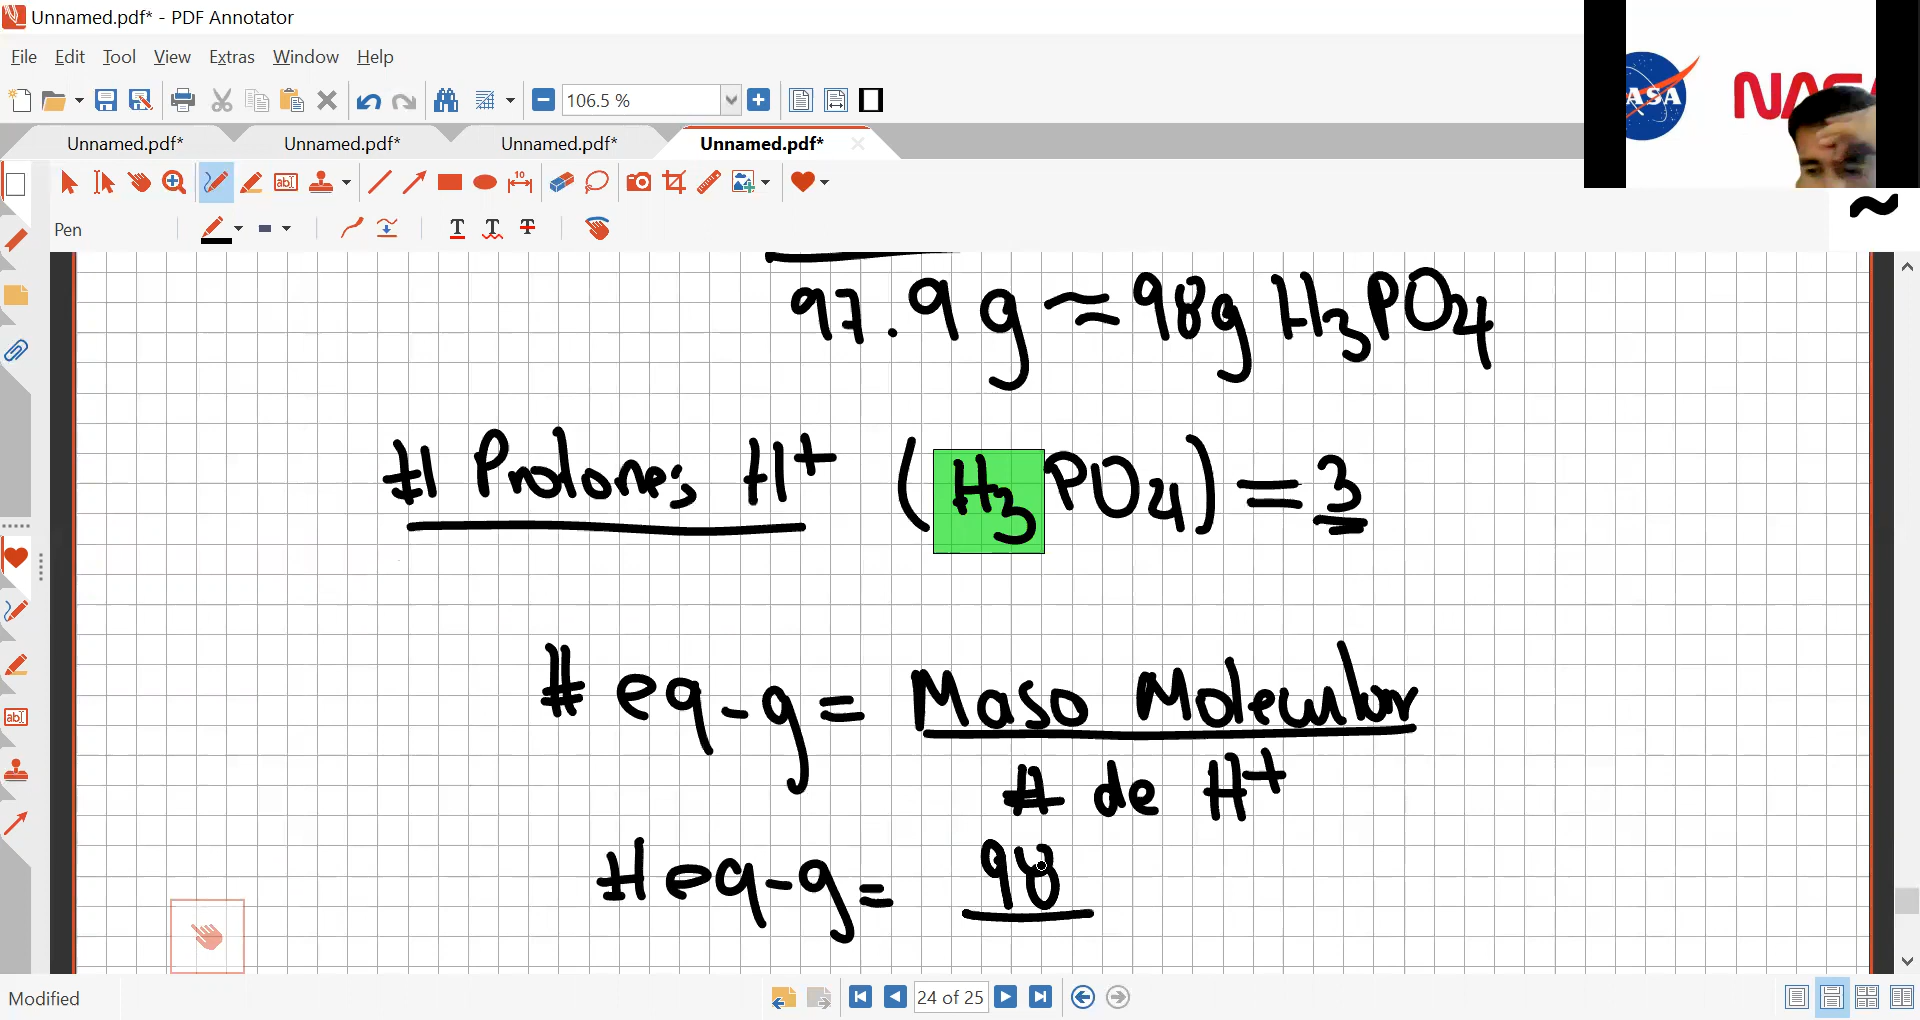 Unnamed.pdf* - PDF Annotator
File Edit Tool View Extras Window Help
106.5 %
Unnamed.pdf* Unnamed.pdf* Unnamed.pdf* Unnamed.pdf*
10
Pen
97.9 g ≈ 98g H3PO4
# Protones H+ (H3PO4) = 3
# eq-g = Masa Molecular
# de H+
# eq-g = 98
Modified
24 of 25